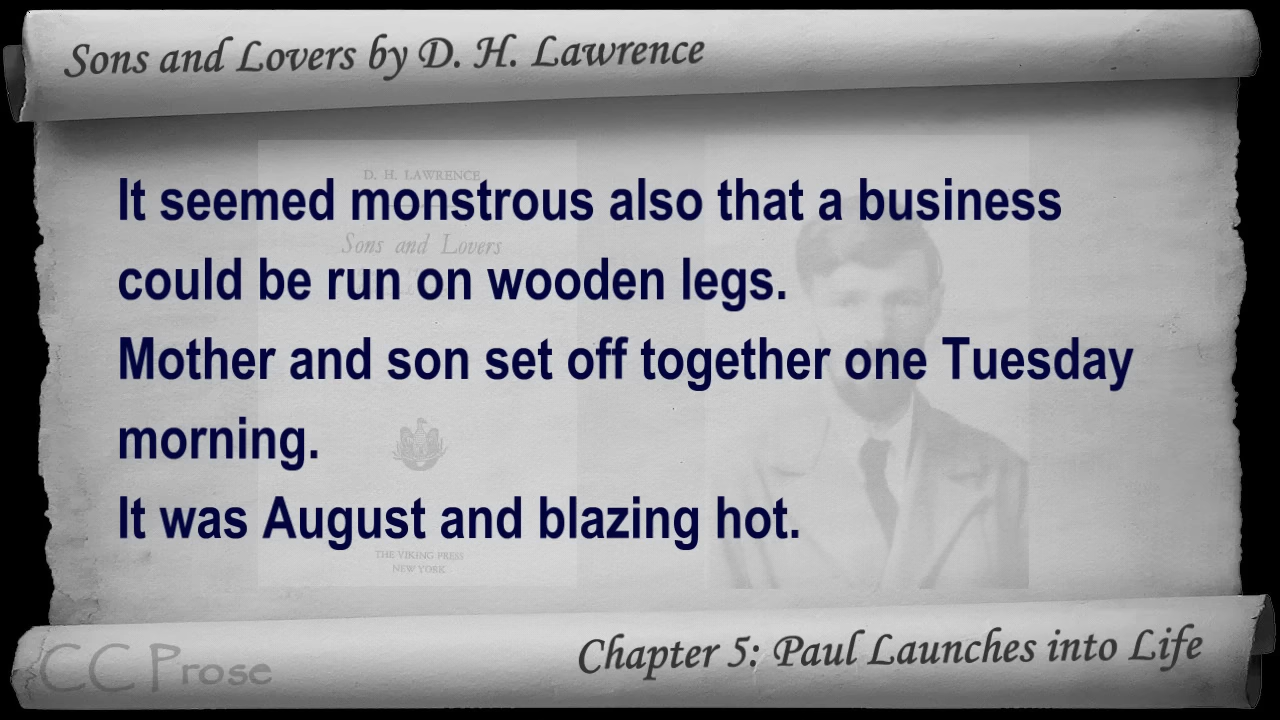 Sons and Lovers by D. H. Lawrence
D. H. LAWRENCE
It seemed monstrous also that a business
Sons and Lovers
could be run on wooden legs.
Mother and son set off together one Tuesday
morning.
It was August and blazing hot.
THE VIKING PRESS
NEW YORK
Chapter 5: Paul Launches into Life
CC Prose